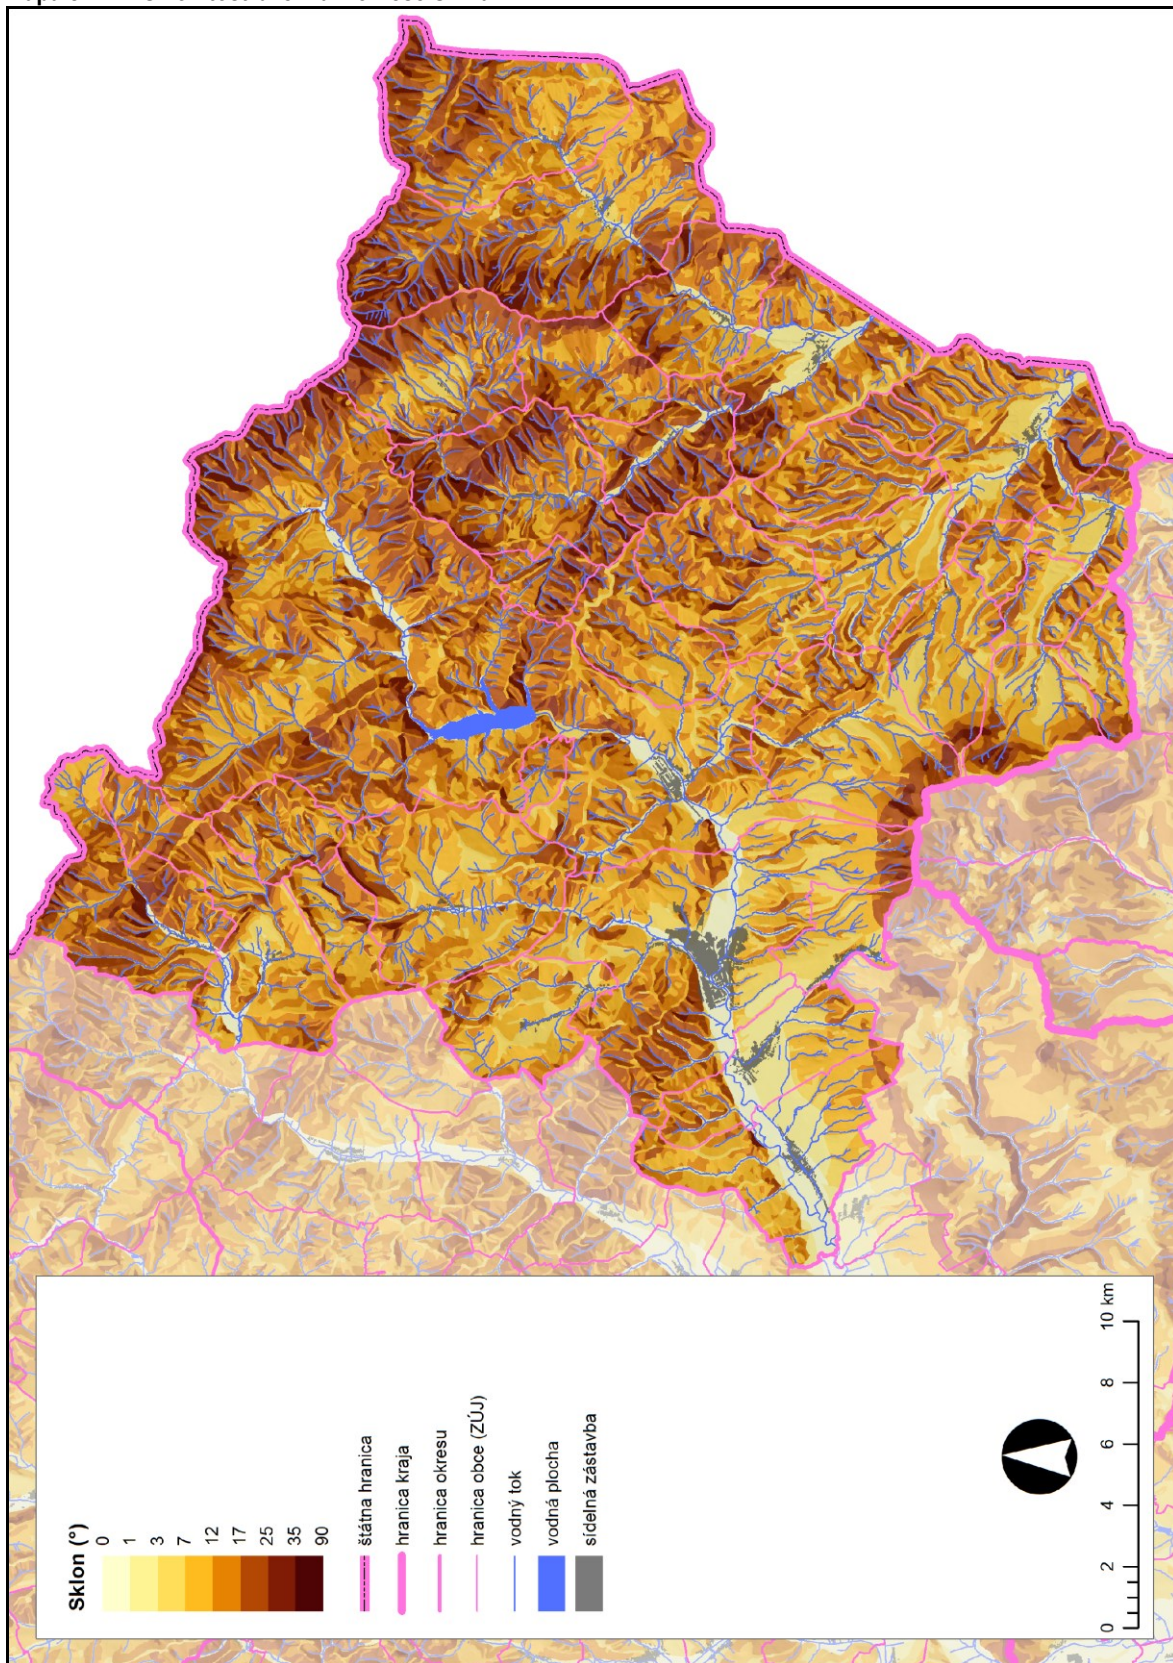 Sklon (°)
0
1
3
7
12
17
25
35
90
štátna hranica
hranica kraja
hranica okresu
hranica obce (ZÚJ)
vodný tok
vodná plocha
sídelná zástavba
0 2 4 6 8 10 km